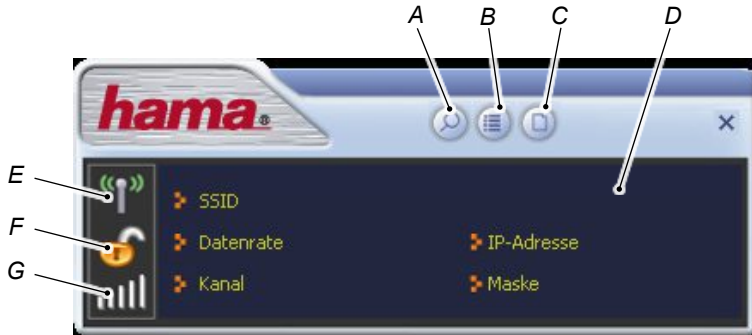 A B C D
hama®
E
SSID
F
Datenrate IP-Adresse
G
Kanal Maske